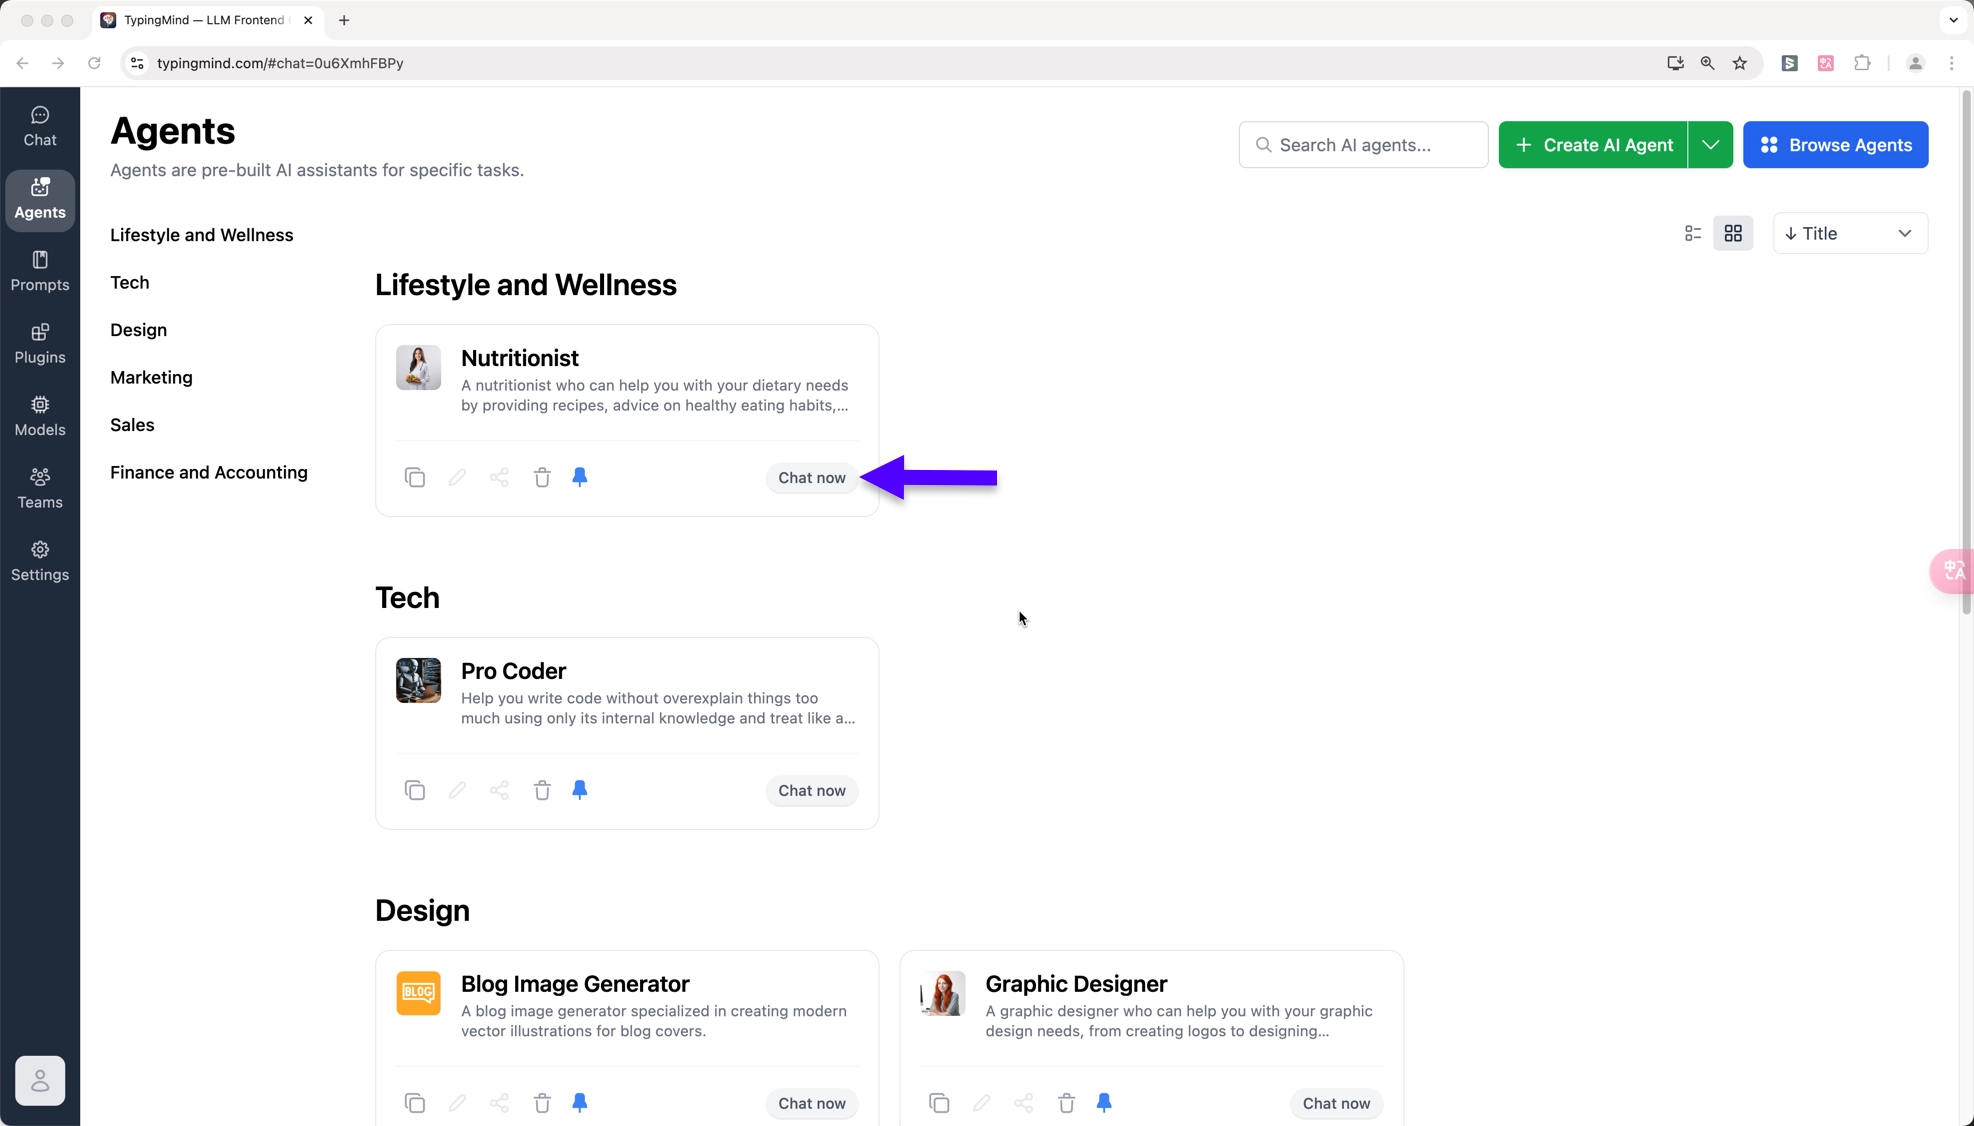 TypingMind — LLM Frontend
typingmind.com/#chat=0u6XmhFBPy
Chat
Agents
Prompts
Plugins
Models
Teams
Settings
Agents
Agents are pre-built AI assistants for specific tasks.
Search AI agents...
Create AI Agent
Browse Agents
Lifestyle and Wellness
Tech
Design
Marketing
Sales
Finance and Accounting
Title
Lifestyle and Wellness
Nutritionist
A nutritionist who can help you with your dietary needs
by providing recipes, advice on healthy eating habits,...
Chat now
Tech
Pro Coder
Help you write code without overexplain things too
much using only its internal knowledge and treat like a...
Chat now
Design
BLOG
Blog Image Generator
A blog image generator specialized in creating modern
vector illustrations for blog covers.
Chat now
Graphic Designer
A graphic designer who can help you with your graphic
design needs, from creating logos to designing...
Chat now